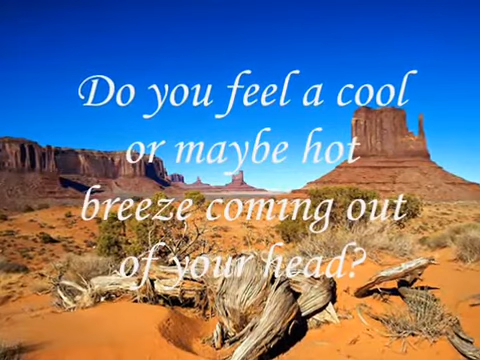 Do you feel a cool
or maybe hot
breeze coming out
of your head?